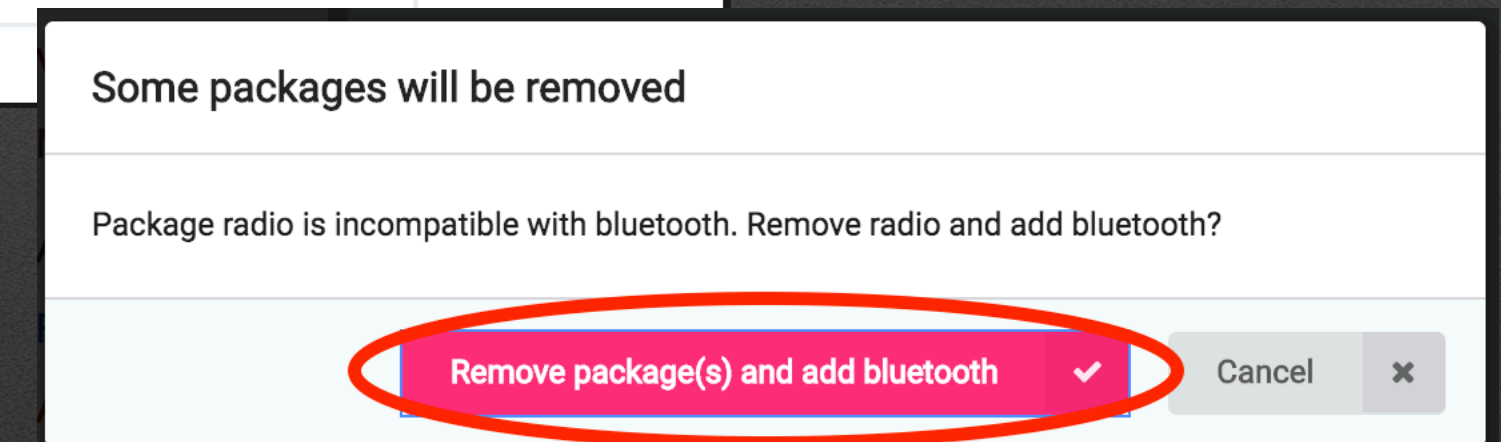 Some packages will be removed
Package radio is incompatible with bluetooth. Remove radio and add bluetooth?
Remove package(s) and add bluetooth
Cancel